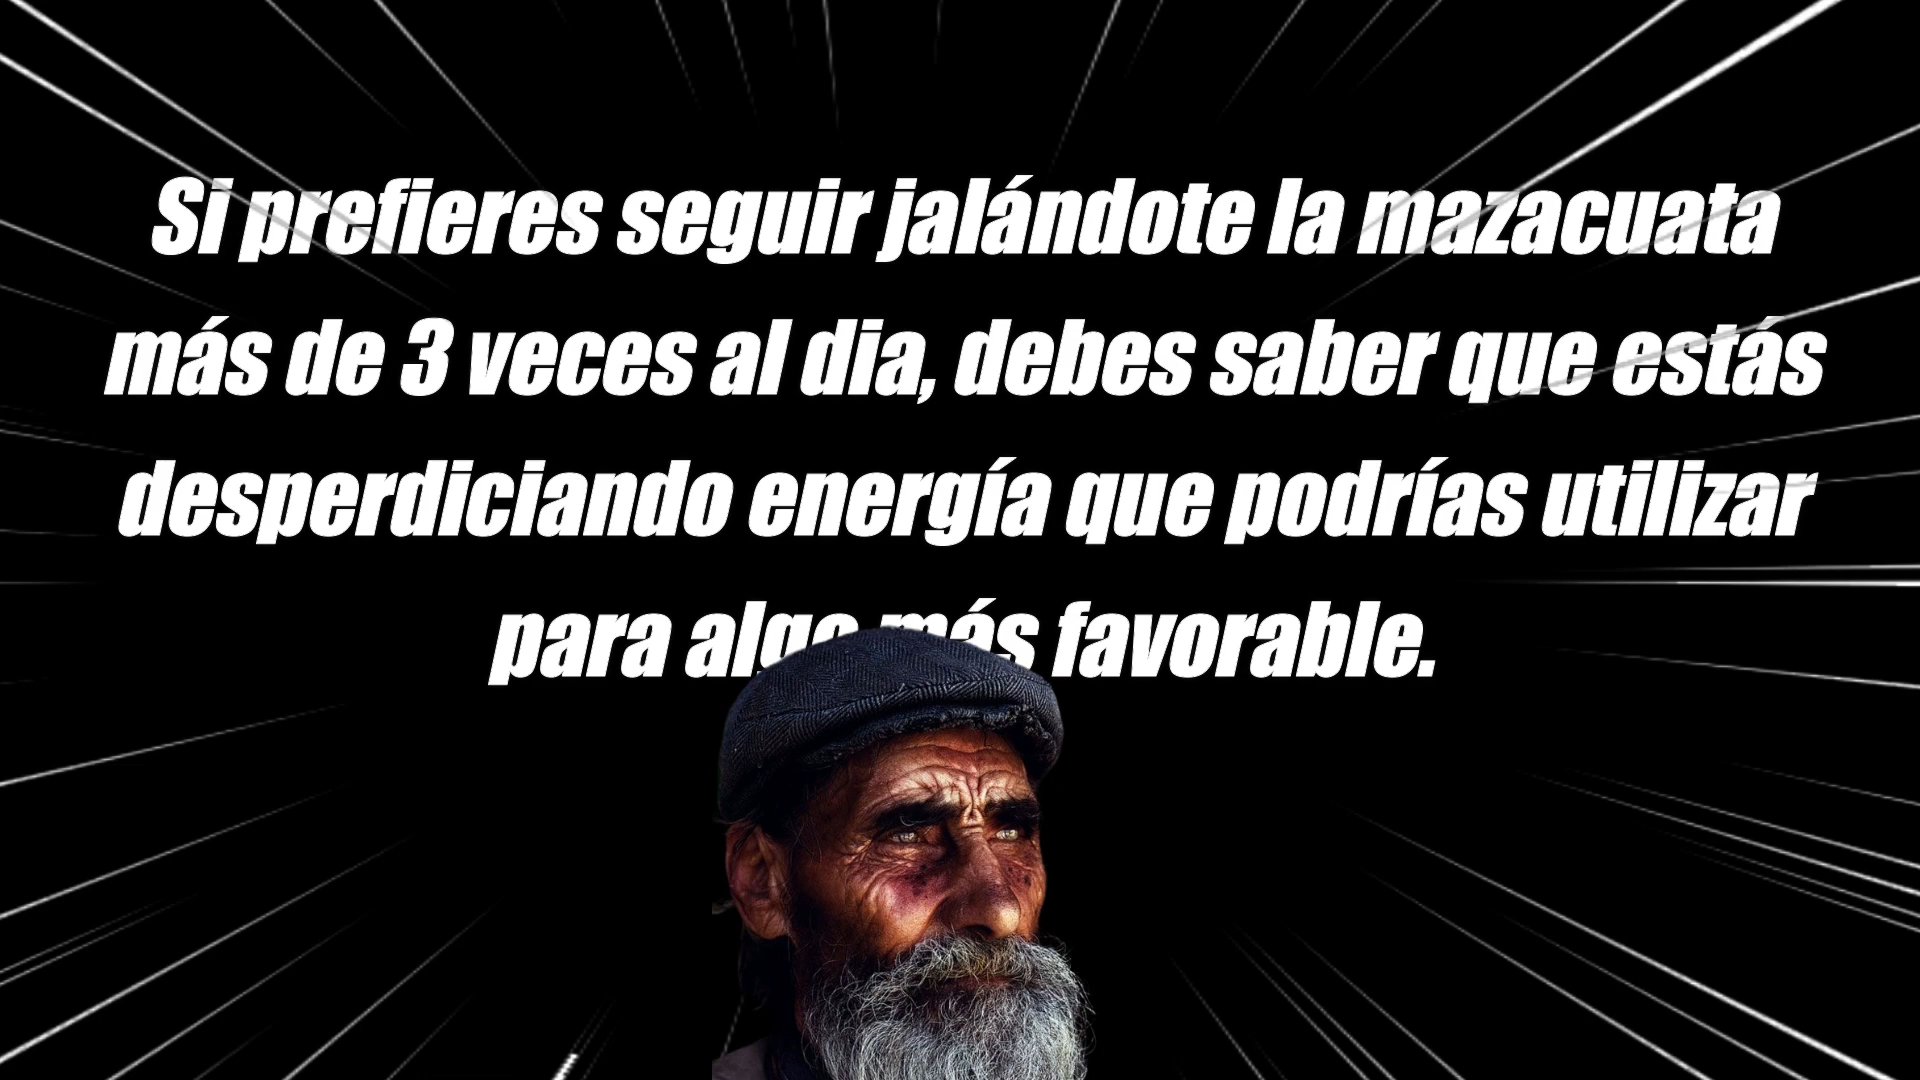 Si prefieres seguir jalándote la mazacuata
más de 3 veces al dia, debes saber que estás
desperdiciando energía que podrías utilizar
para algo más favorable.